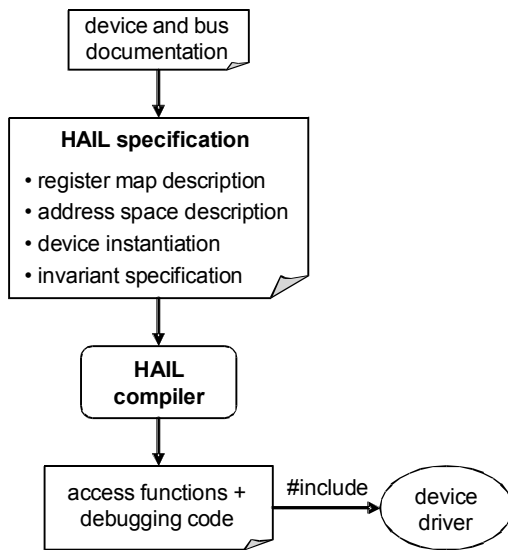 device and bus
documentation
HAIL specification
• register map description
• address space description
• device instantiation
• invariant specification
HAIL
compiler
access functions +
debugging code
#include
device
driver